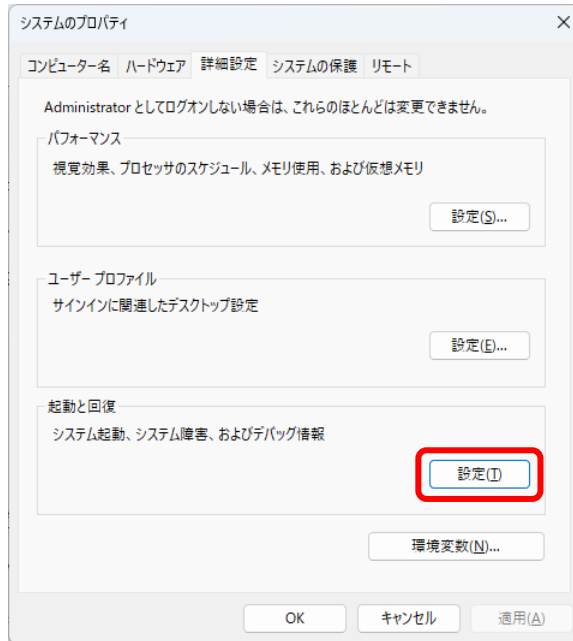 システムのプロパティ
コンピューター名 ハードウェア 詳細設定 システムの保護 リモート
Administrator としてログオンしない場合は、これらのほとんどは変更できません。
パフォーマンス
視覚効果、プロセッサのスケジュール、メモリ使用、および仮想メモリ
設定(S)...
ユーザー プロファイル
サインインに関連したデスクトップ設定
設定(E)...
起動と回復
システム起動、システム障害、およびデバッグ情報
設定(T)
環境変数(N)...
OK キャンセル 適用(A)